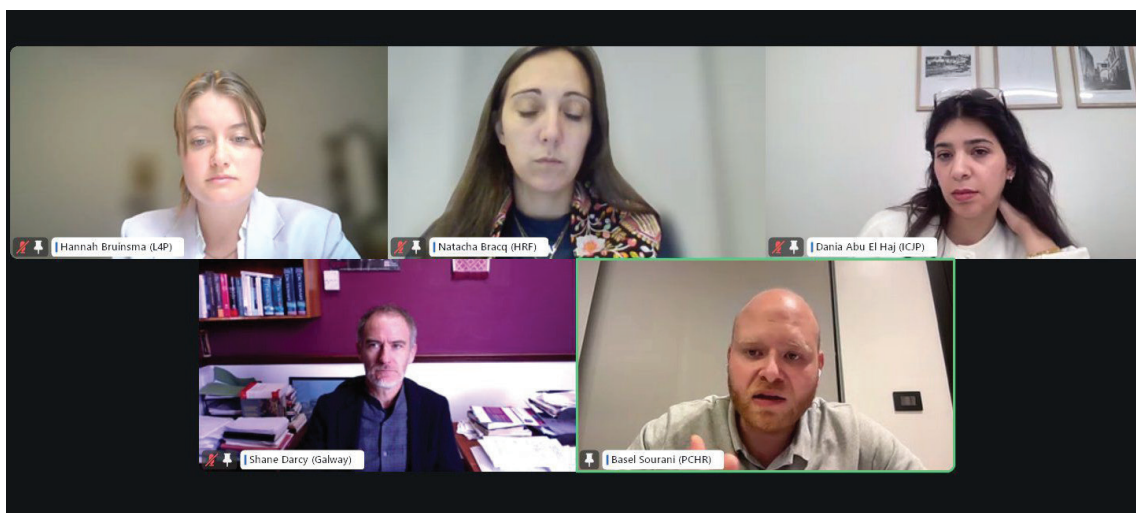 Hannah Bruinsma (L4P)
Natacha Bracq (HRF)
Dania Abu El Haj (ICJP)
Shane Darcy (Galway)
Basel Sourani (PCHR)